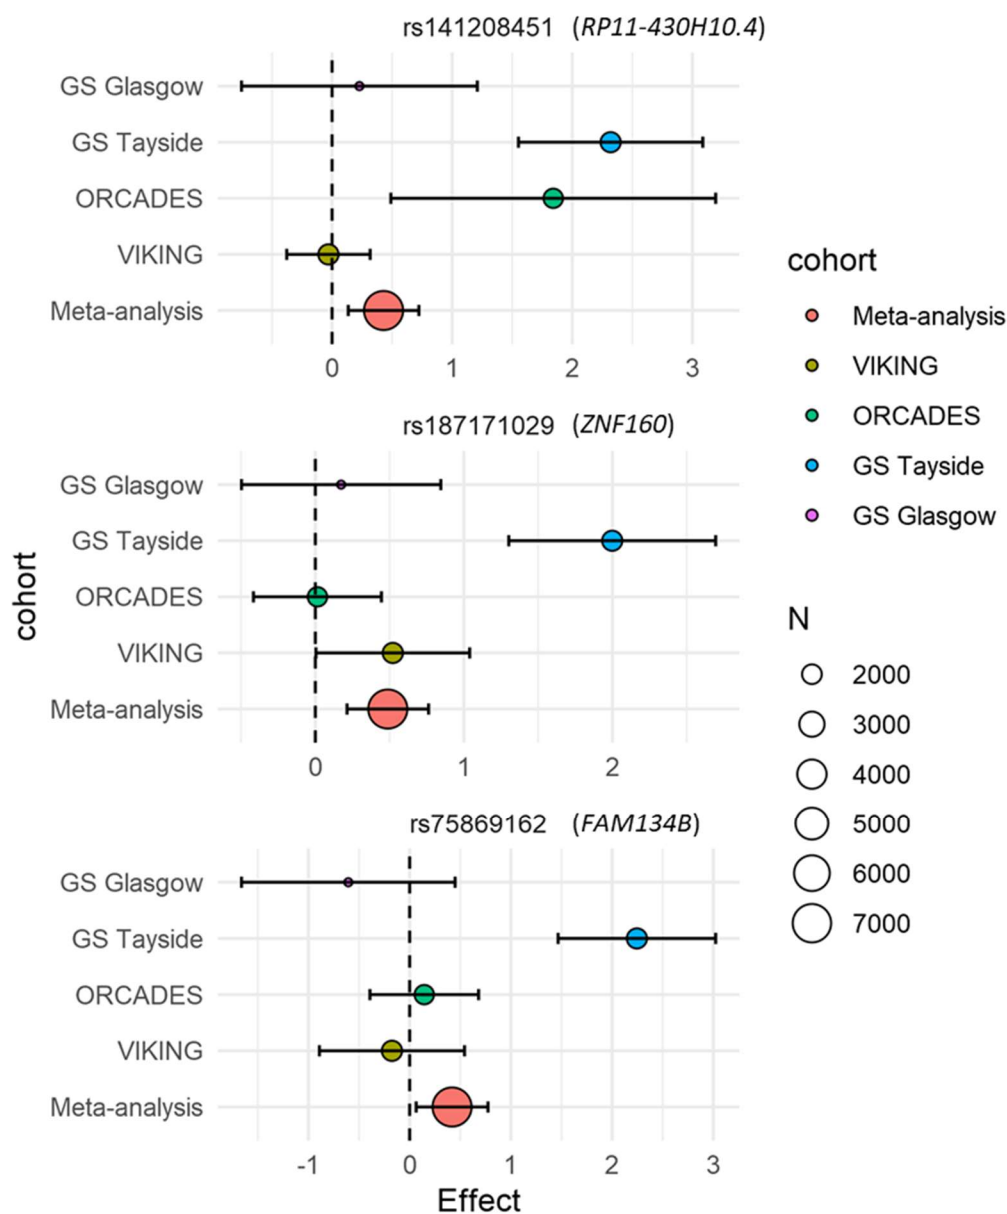 rs141208451 (RP11-430H10.4)
GS Glasgow
GS Tayside
ORCADES
VIKING
Meta-analysis
0 1 2 3
rs187171029 (ZNF160)
GS Glasgow
GS Tayside
ORCADES
VIKING
Meta-analysis
0 1 2
rs75869162 (FAM134B)
GS Glasgow
GS Tayside
ORCADES
VIKING
Meta-analysis
-1 0 1 2 3
Effect
cohort
cohort
Meta-analysis
VIKING
ORCADES
GS Tayside
GS Glasgow
N
2000
3000
4000
5000
6000
7000